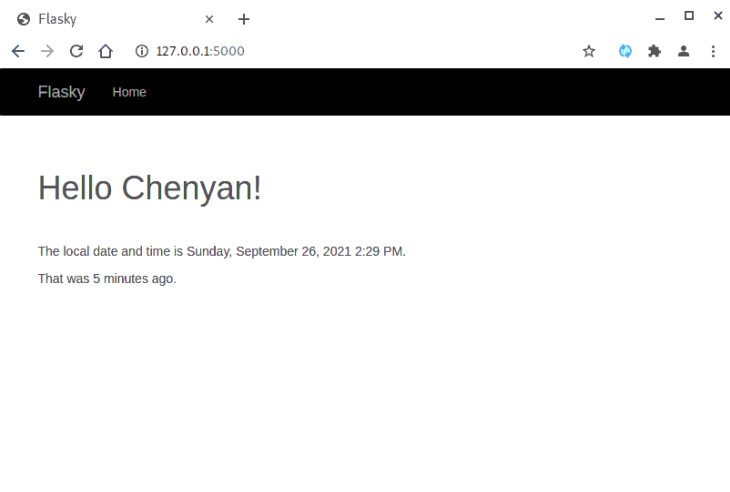 Flasky
127.0.0.1:5000
Flasky Home
Hello Chenyan!
The local date and time is Sunday, September 26, 2021 2:29 PM.
That was 5 minutes ago.